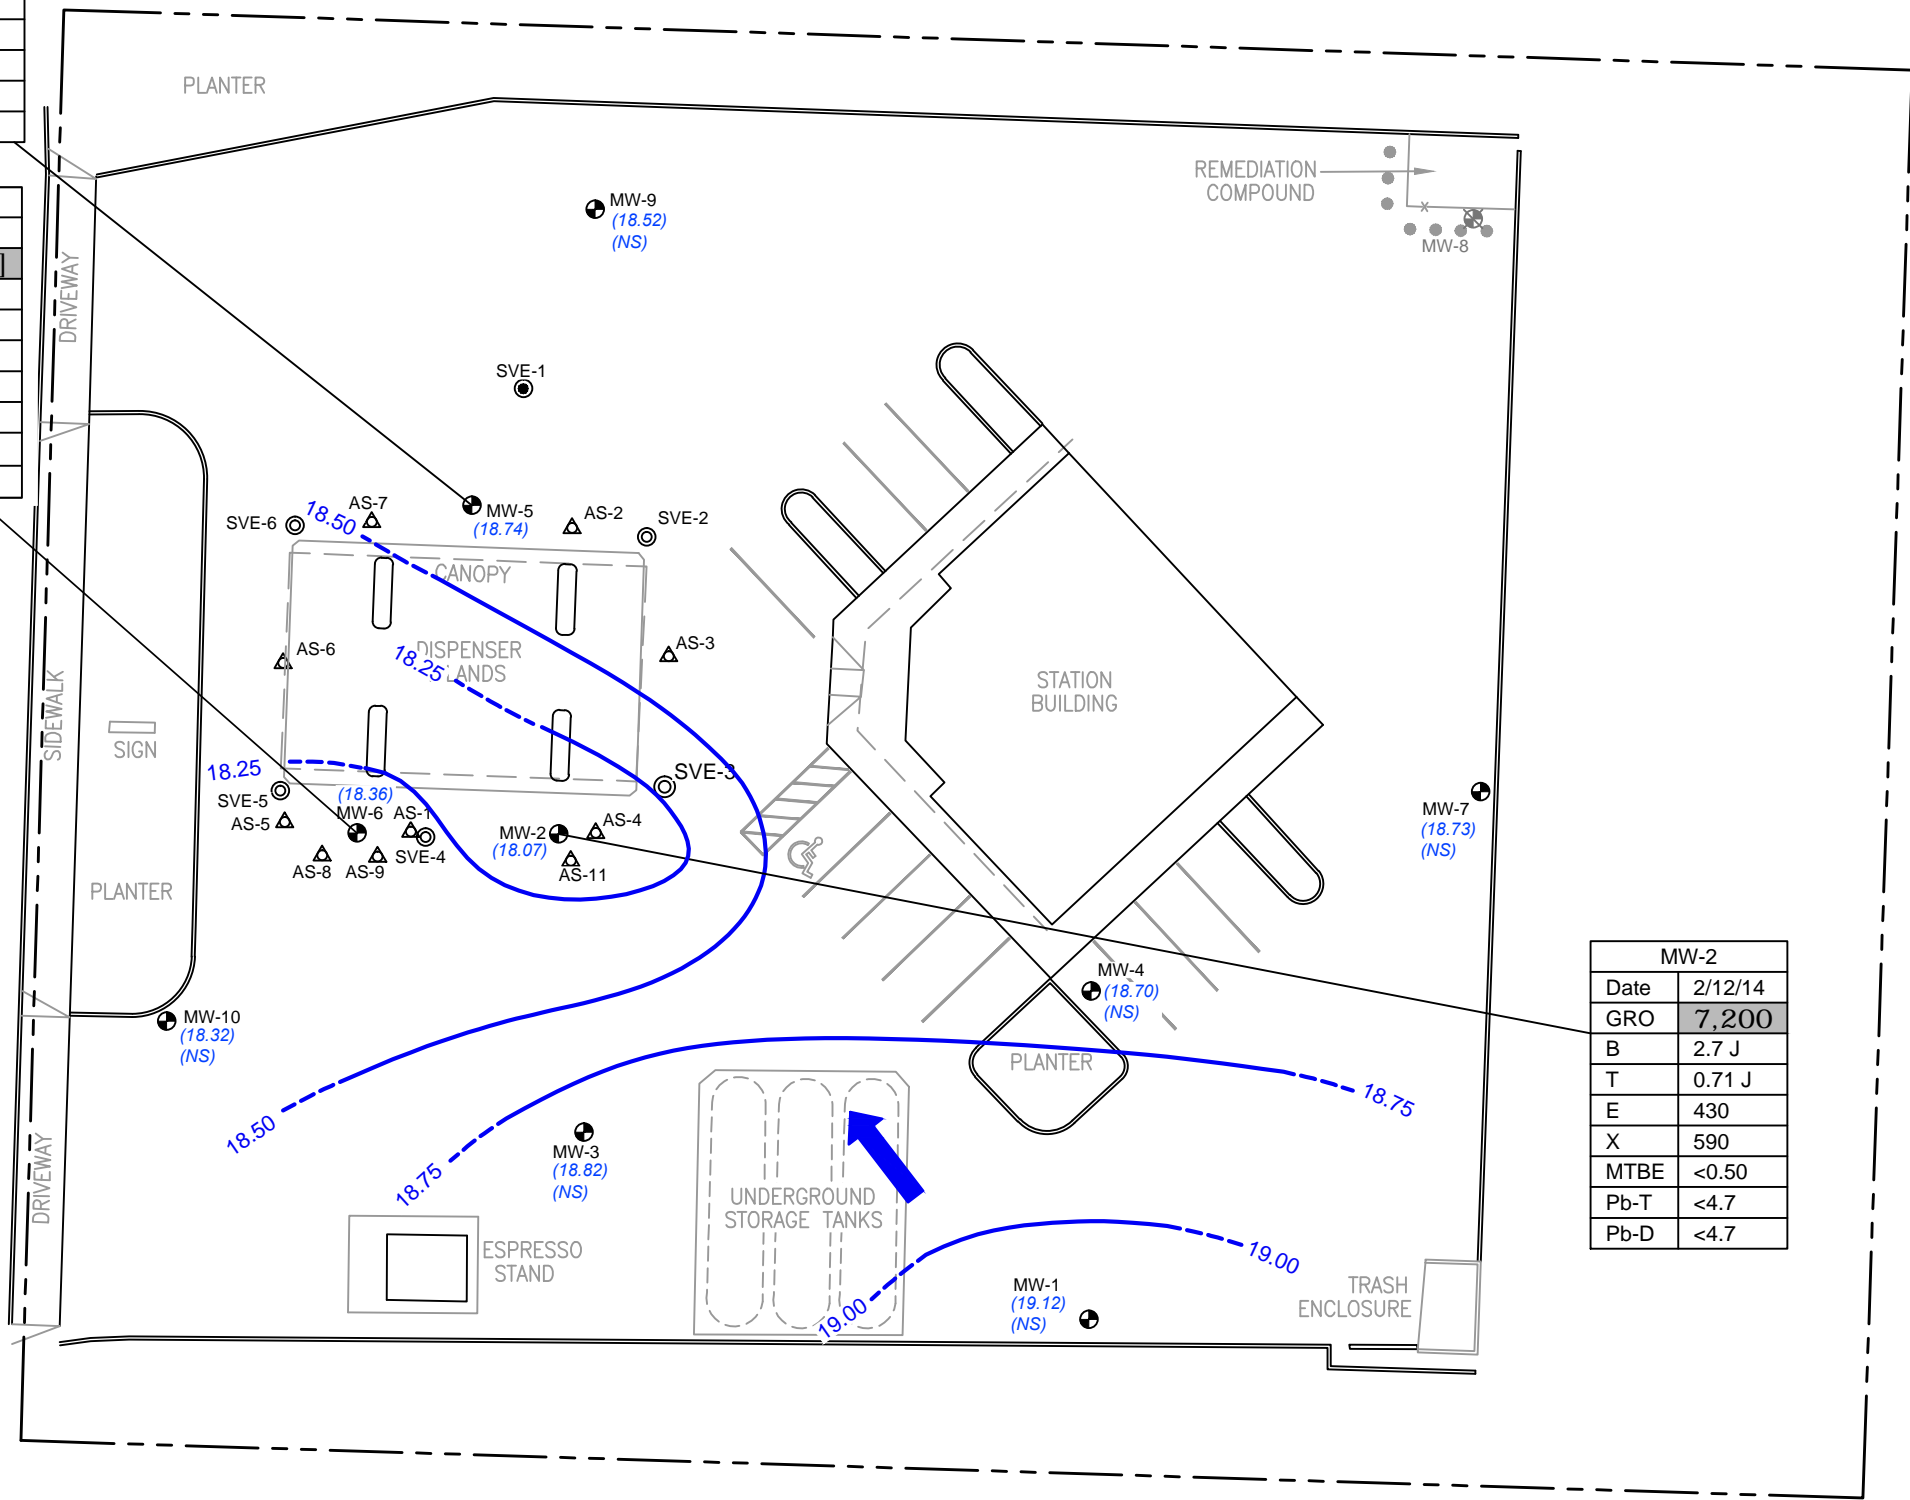 PLANTER
REMEDIATION
COMPOUND
x
MW-8
MW-9
(18.52)
(NS)
]
DRIVEWAY
SVE-1
SVE-6
18.50
AS-7
MW-5
(18.74)
AS-2
SVE-2
CANOPY
AS-6
DISPENSER
LANDS
18.25
AS-3
STATION
BUILDING
SIDEWALK
SIGN
18.25
SVE-5
AS-5
(18.36)
MW-6
AS-1
SVE-4
AS-8
AS-9
SVE-3
MW-2
(18.07)
AS-4
AS-11
MW-7
(18.73)
(NS)
PLANTER
MW-10
(18.32)
(NS)
MW-4
(18.70)
(NS)
PLANTER
18.50
18.75
18.75
MW-3
(18.82)
(NS)
UNDERGROUND
STORAGE TANKS
DRIVEWAY
ESPRESSO
STAND
19.00
19.00
MW-1
(19.12)
(NS)
TRASH
ENCLOSURE
MW-2
Date 2/12/14
GRO 7,200
B 2.7 J
T 0.71 J
E 430
X 590
MTBE <0.50
Pb-T <4.7
Pb-D <4.7